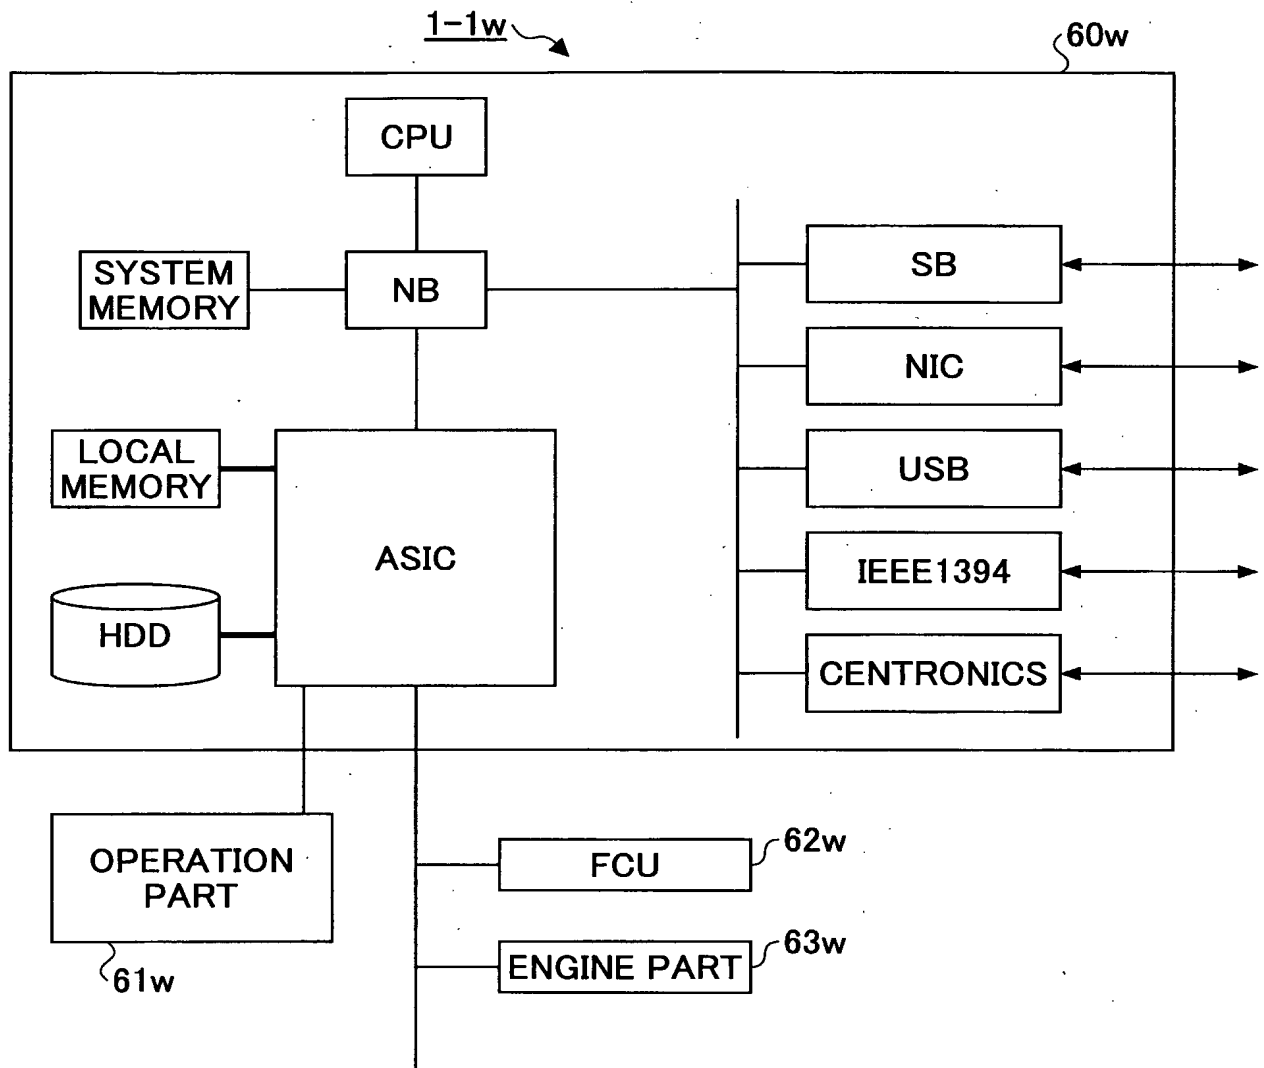 1-1w
60w
CPU
SYSTEM
MEMORY
NB
SB
NIC
LOCAL
MEMORY
USB
ASIC
IEEE1394
HDD
CENTRONICS
OPERATION
PART
FCU
62w
ENGINE PART
63w
61w